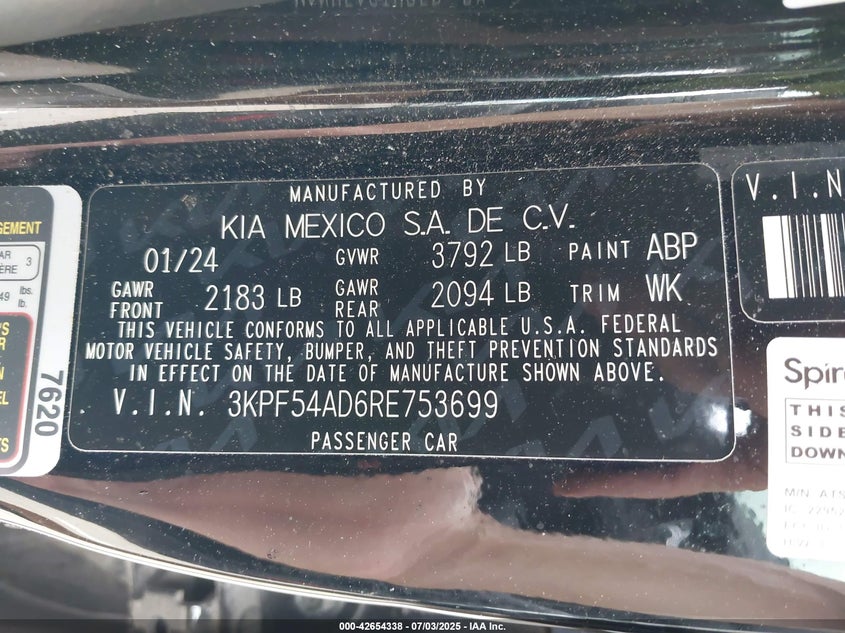 MANUFACTURED BY
KIA MEXICO S.A. DE C.V.
01/24 GVWR 3792 LB PAINT ABP
GAWR FRONT 2183 LB GAWR REAR 2094 LB TRIM WK
THIS VEHICLE CONFORMS TO ALL APPLICABLE U.S.A. FEDERAL
MOTOR VEHICLE SAFETY, BUMPER, AND THEFT PREVENTION STANDARDS
IN EFFECT ON THE DATE OF MANUFACTURE SHOWN ABOVE.
V.I.N. 3KPF54AD6RE753699
PASSENGER CAR
3
lbs.
lb.
7620
V.I.N
THIS
SIDE
DOWN
000-42654338 - 07/03/2025 - IAA Inc.